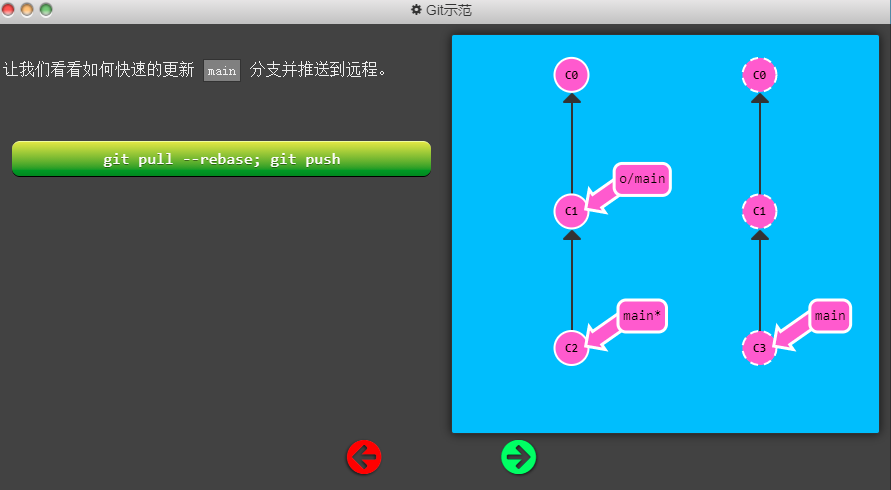 Git示范
让我们看看如何快速的更新 main 分支并推送到远程。
git pull --rebase; git push
C0
C0
o/main
C1
C1
main*
main
C2
C3